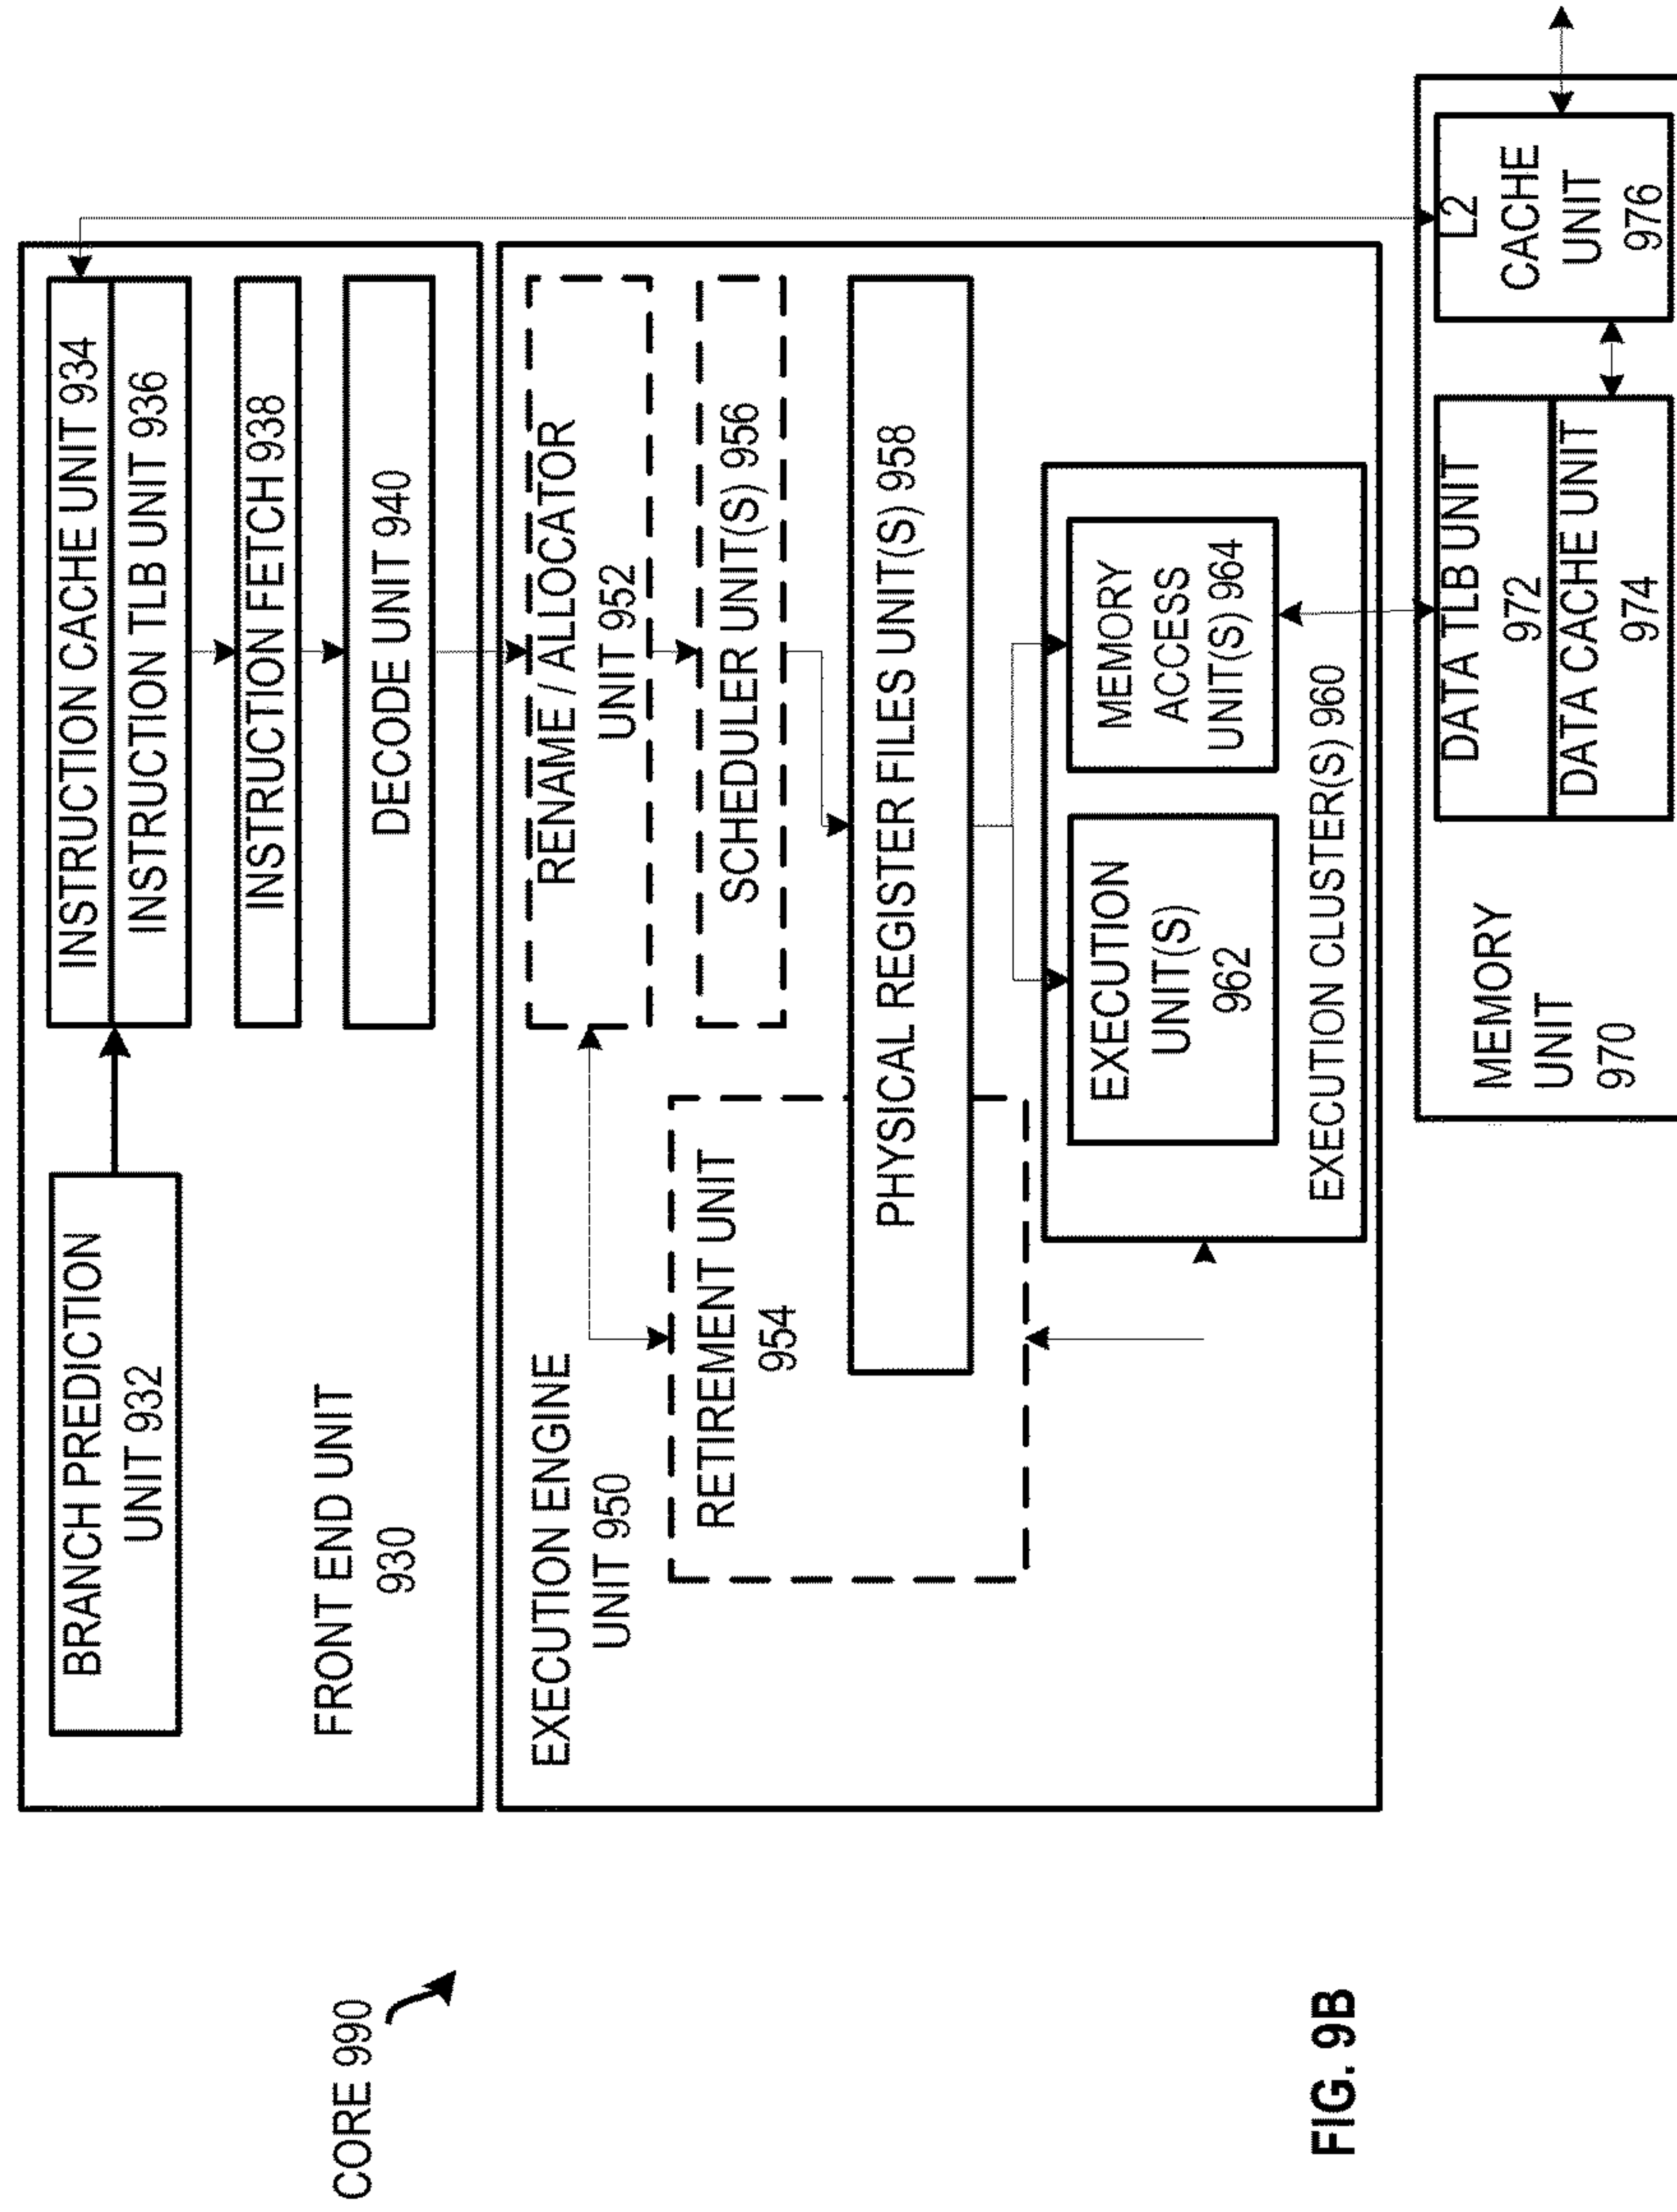 CORE 990
BRANCH PREDICTION
UNIT 932
INSTRUCTION CACHE UNIT 934
INSTRUCTION TLB UNIT 936
INSTRUCTION FETCH 938
DECODE UNIT 940
FRONT END UNIT
930
EXECUTION ENGINE
UNIT 950
RENAME / ALLOCATOR
UNIT 952
RETIREMENT UNIT
954
SCHEDULER UNIT(S) 956
PHYSICAL REGISTER FILES UNIT(S) 958
EXECUTION
UNIT(S)
962
MEMORY
ACCESS
UNIT(S) 964
EXECUTION CLUSTER(S) 960
MEMORY
UNIT
970
DATA TLB UNIT
972
DATA CACHE UNIT
974
L2
CACHE
UNIT
976
FIG. 9B